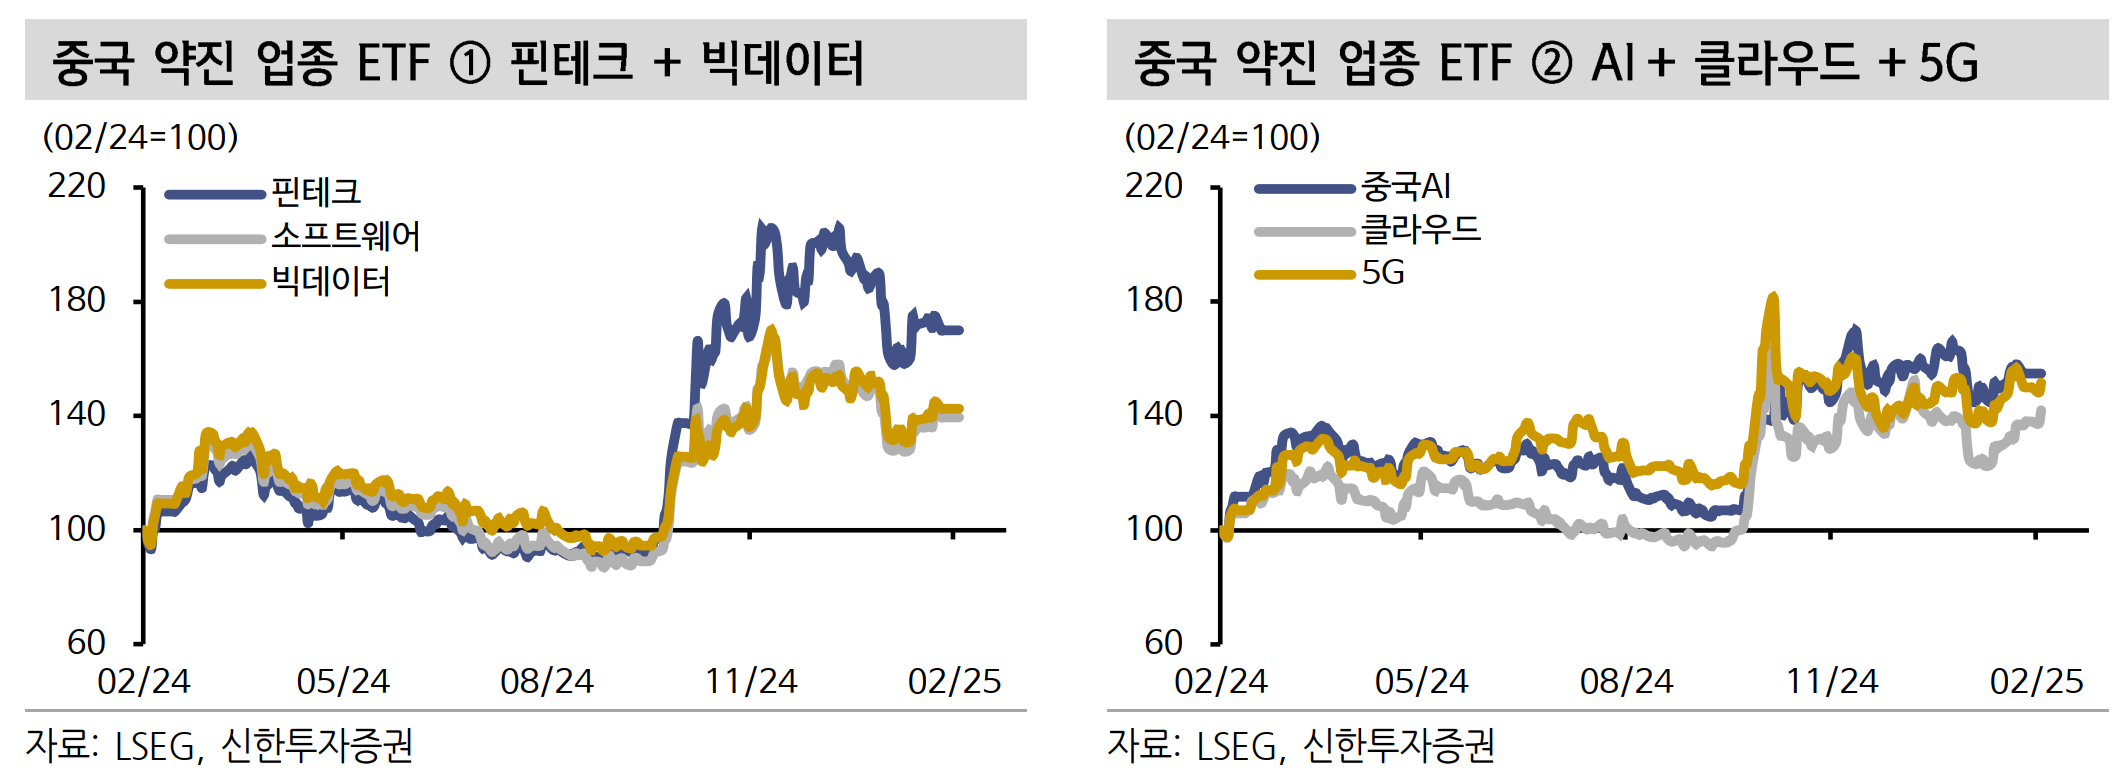 중국 약진 업종 ETF ① 핀테크 + 빅데이터
(02/24=100)
220
180
140
100
60
핀테크
소프트웨어
빅데이터
02/24 05/24 08/24 11/24 02/25
자료: LSEG, 신한투자증권
중국 약진 업종 ETF ② AI + 클라우드 + 5G
(02/24=100)
220
180
140
100
60
중국AI
클라우드
5G
02/24 05/24 08/24 11/24 02/25
자료: LSEG, 신한투자증권